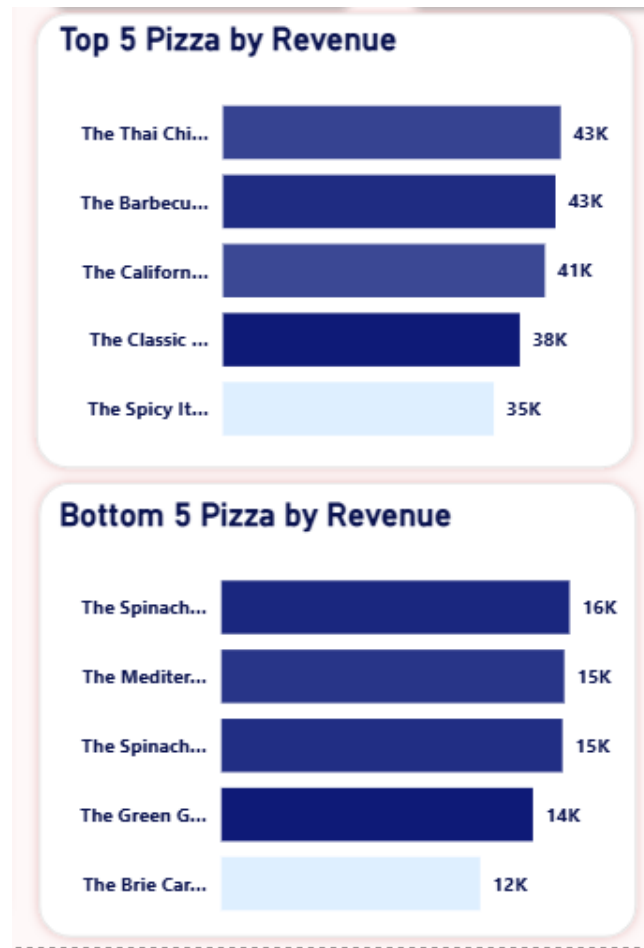 Top 5 Pizza by Revenue
The Thai Chi... 43K
The Barbecu... 43K
The Californ... 41K
The Classic ... 38K
The Spicy It... 35K
Bottom 5 Pizza by Revenue
The Spinach... 16K
The Mediter... 15K
The Spinach... 15K
The Green G... 14K
The Brie Car... 12K